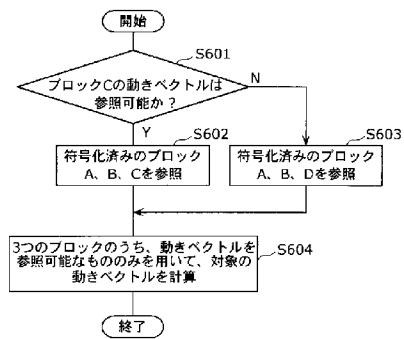 開始
S601
ブロックCの動きベクトルは
参照可能か？
N
Y
S602
符号化済みのブロック
A、B、Cを参照
S603
符号化済みのブロック
A、B、Dを参照
3つのブロックのうち、動きベクトルを
参照可能なもののみを用いて、対象の
動きベクトルを計算
S604
終了